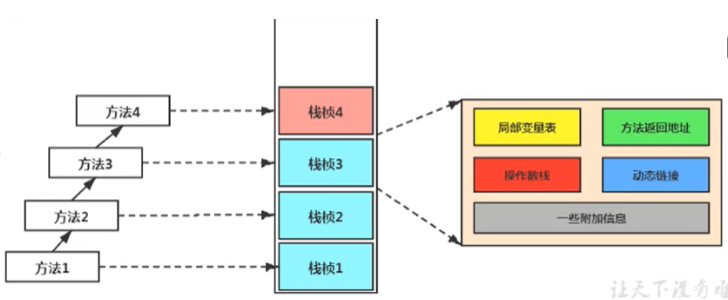 方法4
方法3
方法2
方法1
栈桢4
栈桢3
栈桢2
栈桢1
局部变量表
方法返回地址
操作数栈
动态链接
一些附加信息
让天下没有难